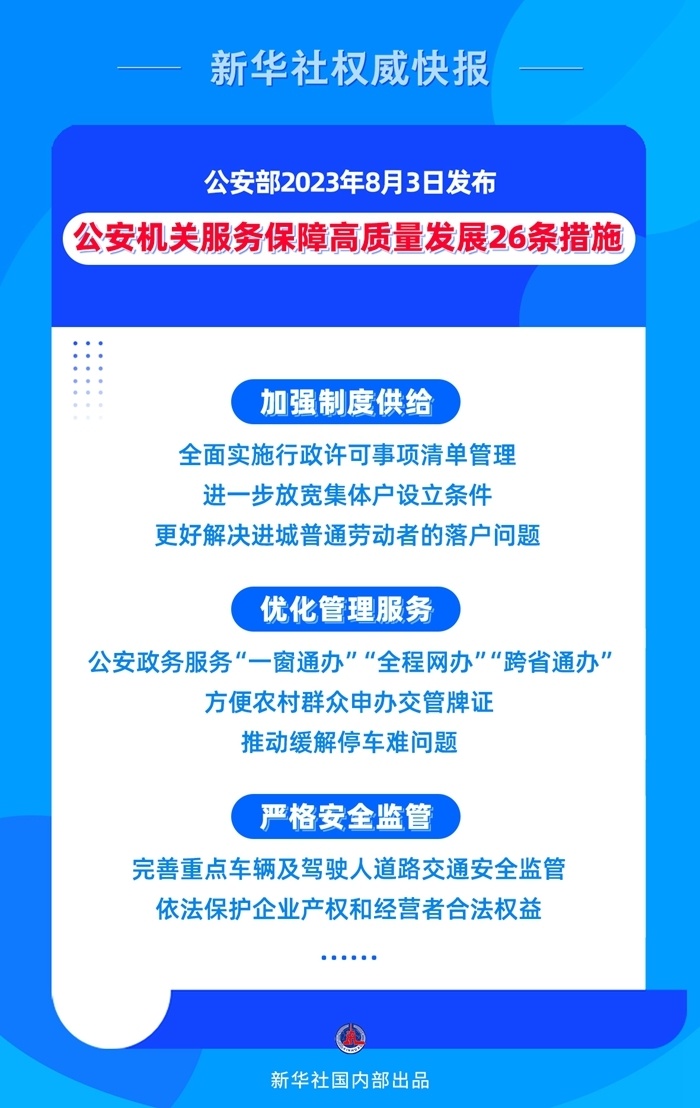 新华社权威快报
公安部2023年8月3日发布
公安机关服务保障高质量发展26条措施
加强制度供给
全面实施行政许可事项清单管理
进一步放宽集体户设立条件
更好解决进城普通劳动者的落户问题
优化管理服务
公安政务服务“一窗通办”“全程网办”“跨省通办”
方便农村群众申办交管牌证
推动缓解停车难问题
严格安全监管
完善重点车辆及驾驶人道路交通安全监管
依法保护企业产权和经营者合法权益
……
新华社国内部出品